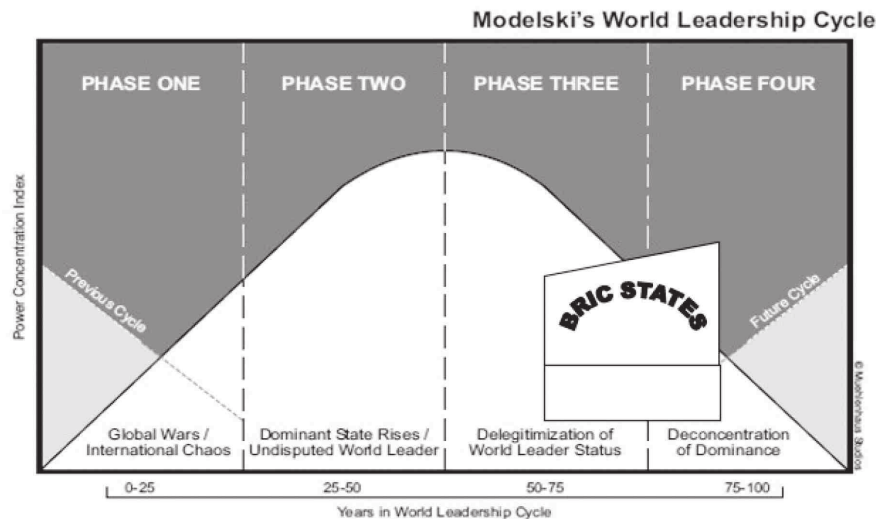 Modelski's World Leadership Cycle
PHASE ONE
PHASE TWO
PHASE THREE
PHASE FOUR
Power Concentration Index
Previous Cycle
BRIC STATES
Future Cycle
Global Wars /
International Chaos
Dominant State Rises /
Undisputed World Leader
Delegitimization of
World Leader Status
Deconcentration
of Dominance
© Muehlenhaus Studios
0-25
25-50
50-75
75-100
Years in World Leadership Cycle